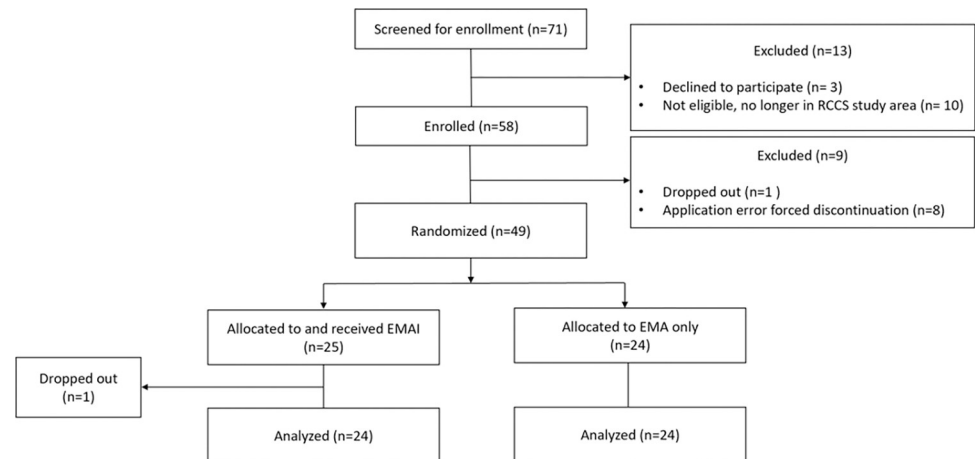 Screened for enrollment (n=71)
Excluded (n=13)
• Declined to participate (n= 3)
• Not eligible, no longer in RCCS study area (n= 10)
Enrolled (n=58)
Excluded (n=9)
• Dropped out (n=1 )
• Application error forced discontinuation (n=8)
Randomized (n=49)
Allocated to and received EMAI
(n=25)
Allocated to EMA only
(n=24)
Dropped out
(n=1)
Analyzed (n=24)
Analyzed (n=24)